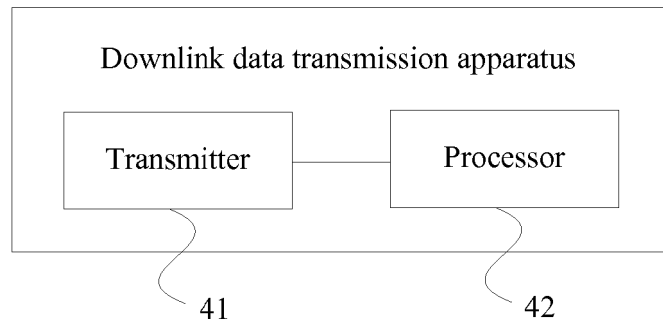 Downlink data transmission apparatus
Transmitter
Processor
41
42